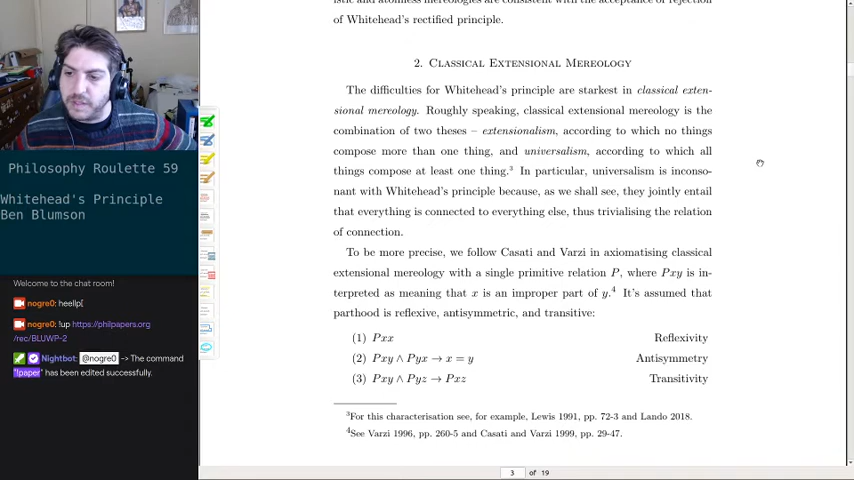 istic and atomless mereologies are consistent with the acceptance or rejection
of Whitehead's rectified principle.
2. Classical Extensional Mereology
The difficulties for Whitehead's principle are starkest in classical exten-
sional mereology. Roughly speaking, classical extensional mereology is the
combination of two theses – extensionalism, according to which no things
compose more than one thing, and universalism, according to which all
things compose at least one thing.³ In particular, universalism is inconso-
nant with Whitehead's principle because, as we shall see, they jointly entail
that everything is connected to everything else, thus trivialising the relation
of connection.
To be more precise, we follow Casati and Varzi in axiomatising classical
extensional mereology with a single primitive relation P, where Pxy is in-
terpreted as meaning that x is an improper part of y.⁴ It's assumed that
parthood is reflexive, antisymmetric, and transitive:
(1) Pxx Reflexivity
(2) Pxy ∧ Pyx → x = y Antisymmetry
(3) Pxy ∧ Pyz → Pxz Transitivity
³For this characterisation see, for example, Lewis 1991, pp. 72-3 and Lando 2018.
⁴See Varzi 1996, pp. 260-5 and Casati and Varzi 1999, pp. 29-47.
3 of 19
Philosophy Roulette 59
Whitehead's Principle
Ben Blumson
Welcome to the chat room!
nogre0: heellp[
nogre0: !up https://philpapers.org
/rec/BLUWP-2
Nightbot: @nogre0 -> The command
"!paper" has been edited successfully.